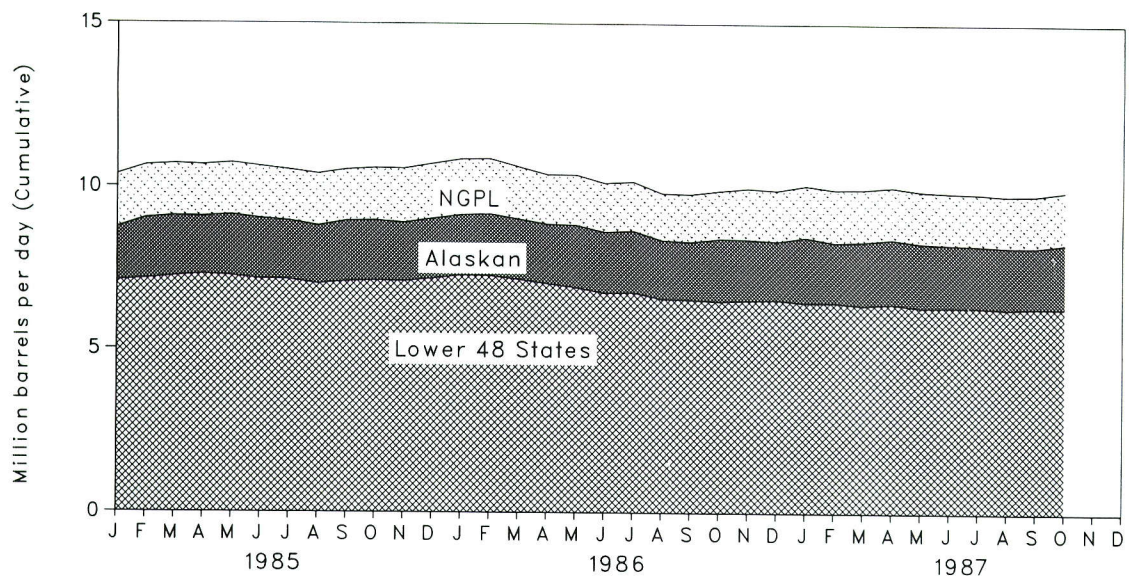 Million barrels per day (Cumulative)
15
10
5
0
NGPL
Alaskan
Lower 48 States
J F M A M J J A S O N D J F M A M J J A S O N D J F M A M J J A S O N D
1985 1986 1987